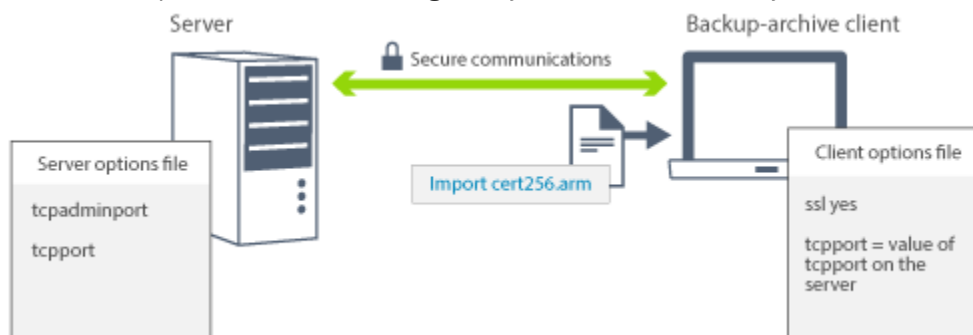 Server
Backup-archive client
Secure communications
Server options file
tcpadminport
tcpport
Import cert256.arm
Client options file
ssl yes
tcpport = value of
tcpport on the
server